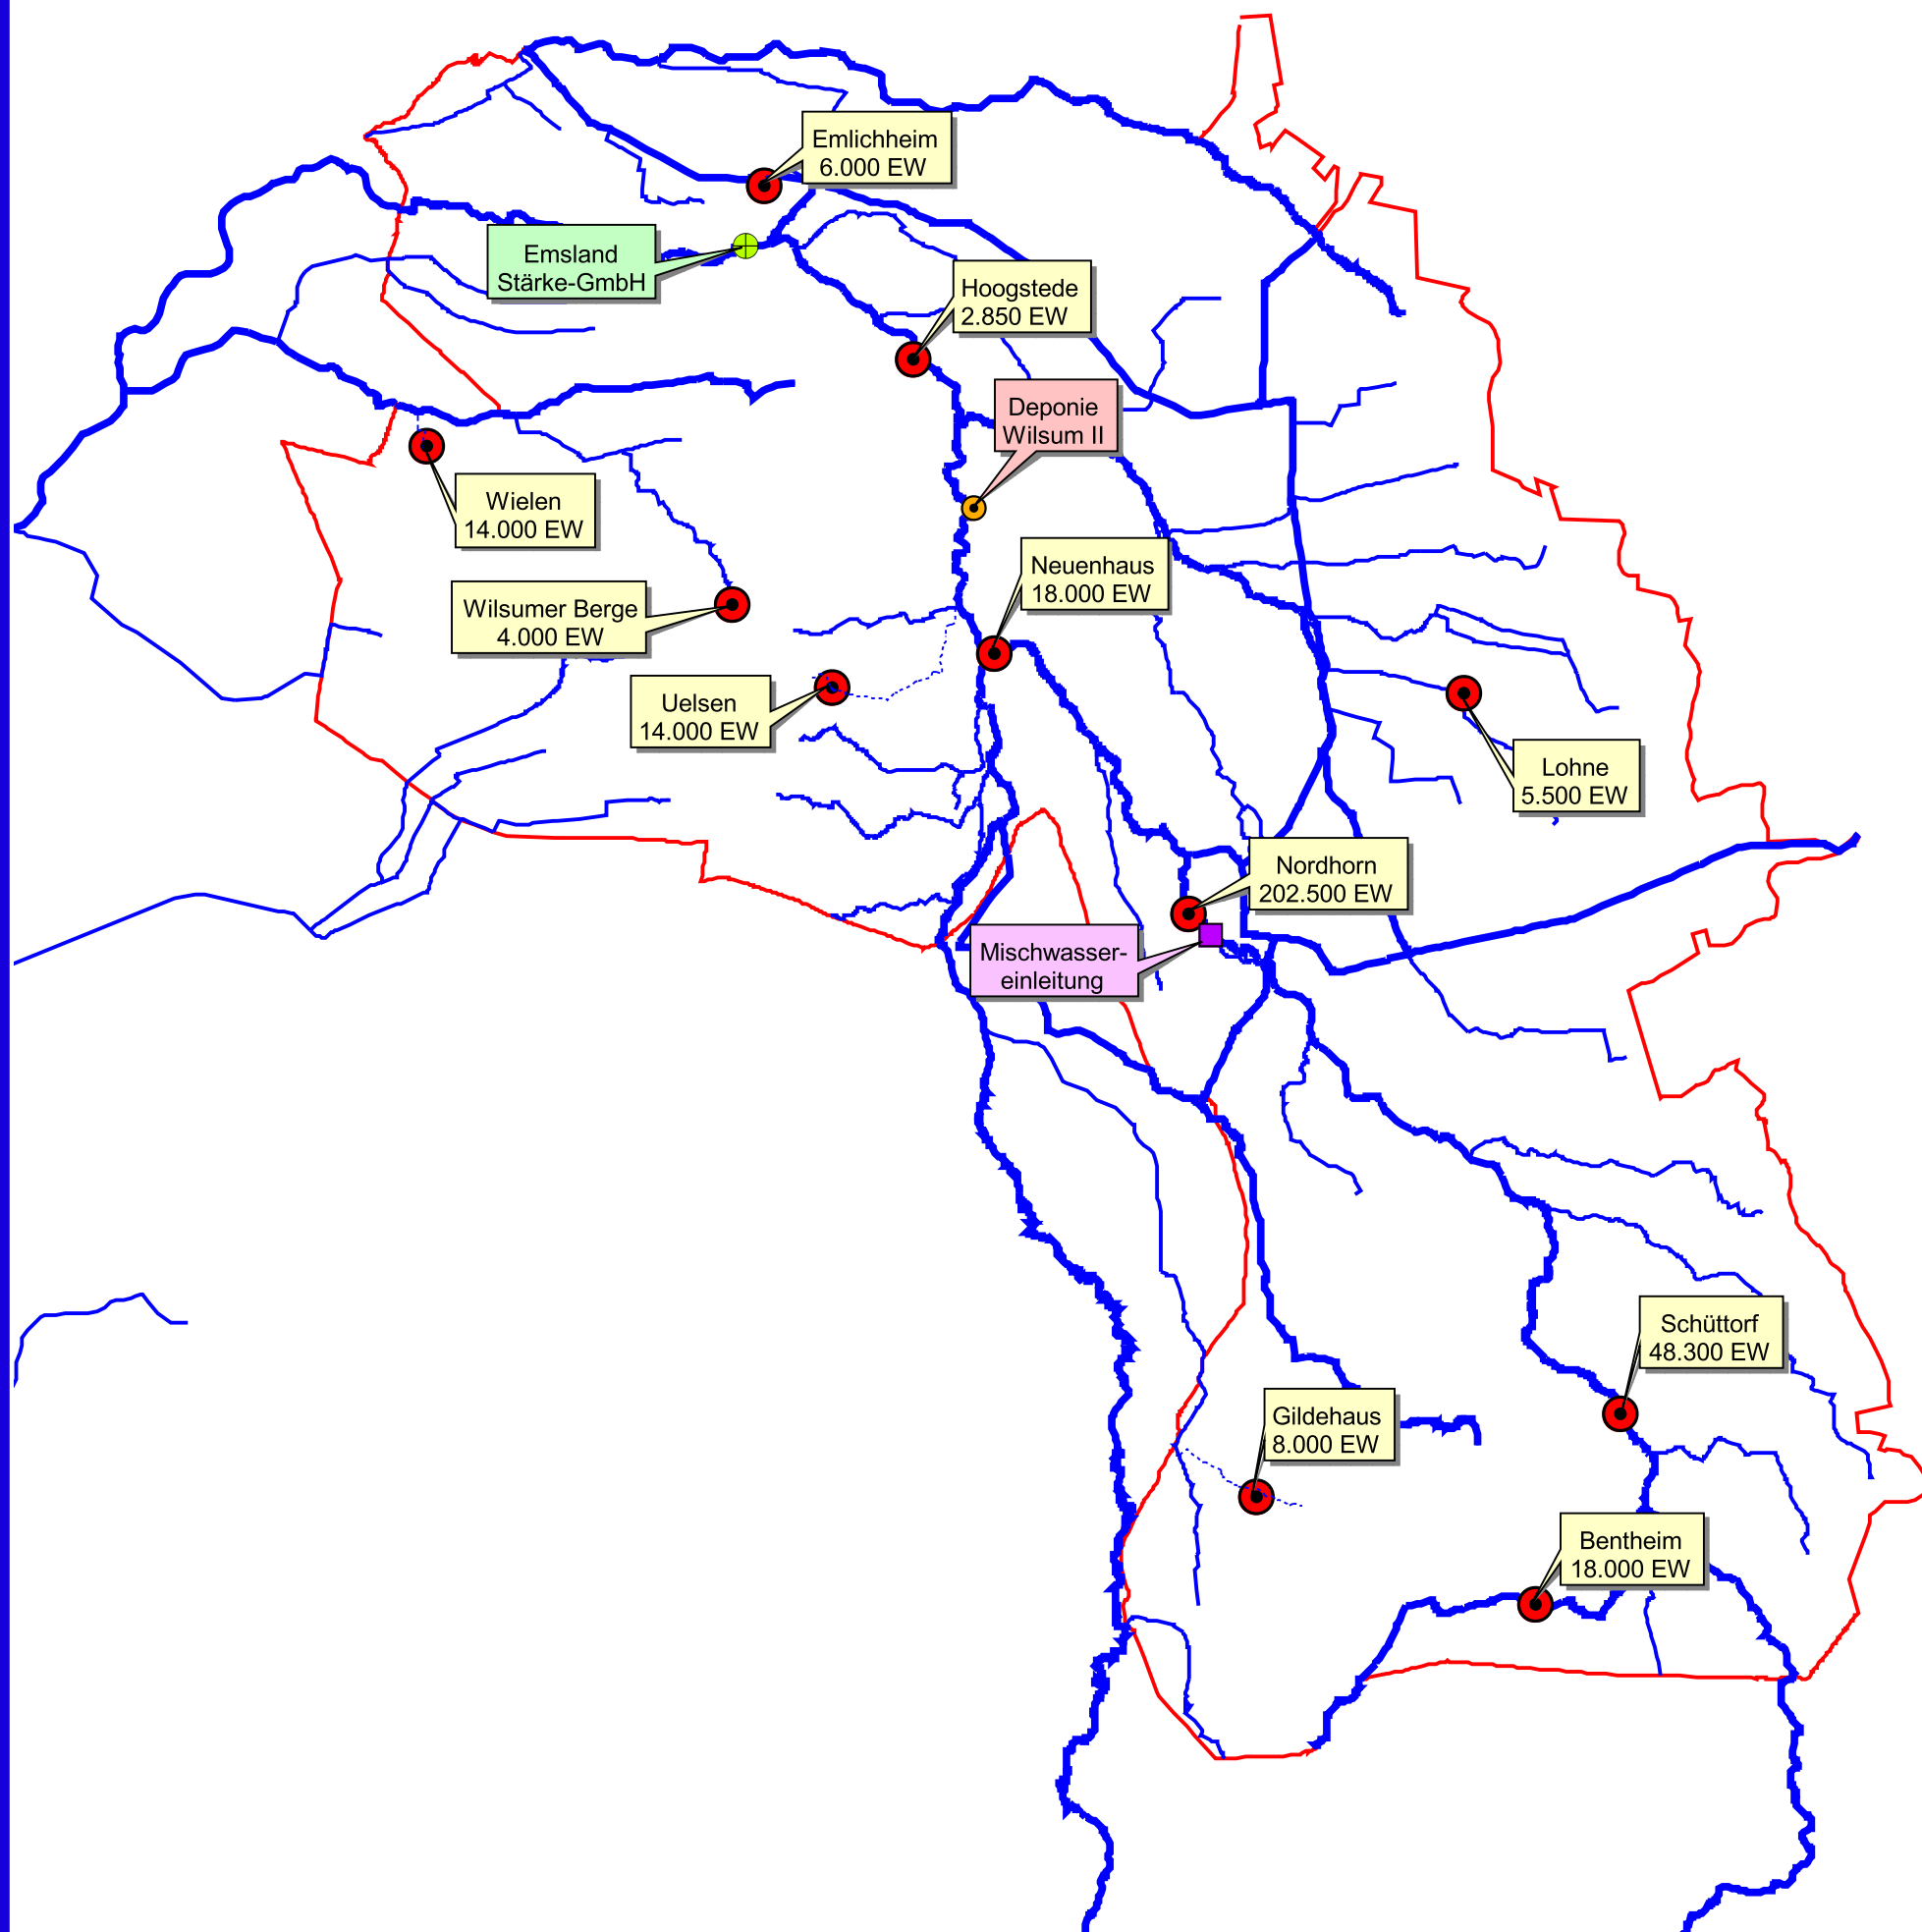 Emlichheim
6.000 EW
Emsland
Stärke-GmbH
Hoogstede
2.850 EW
Deponie
Wilsum II
Wielen
14.000 EW
Neuenhaus
18.000 EW
Wilsumer Berge
4.000 EW
Uelsen
14.000 EW
Lohne
5.500 EW
Nordhorn
202.500 EW
Mischwasser-
einleitung
Schüttorf
48.300 EW
Gildehaus
8.000 EW
Bentheim
18.000 EW